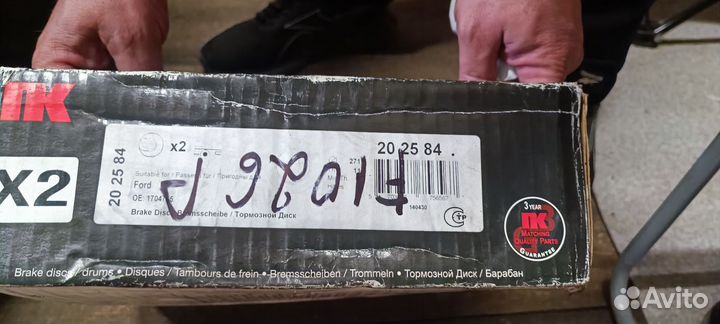 NK
X2
20 25 84
x2
20 25 84 .
Suitable for / Passend für / Пригодны для
Ford
OE: 1704
Brake Disc / Bremsscheibe / Тормозной Диск
271
756567
140430
3 YEAR
NK
MATCHING
QUALITY PARTS
GUARANTEE
Brake discs / drums • Disques / Tambours de frein • Bremsscheiben / Trommeln • Тормозной Диск / Барабан
Avito